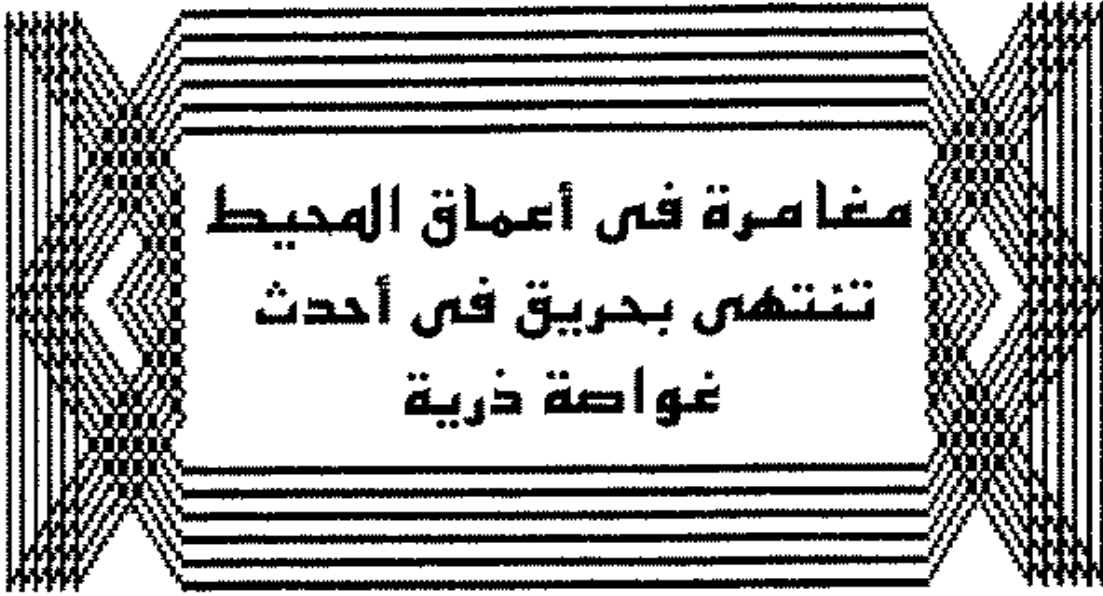 مغامرة فى أعماق المحيط
تنتهى بحريق فى أحدث
غواصة ذرية